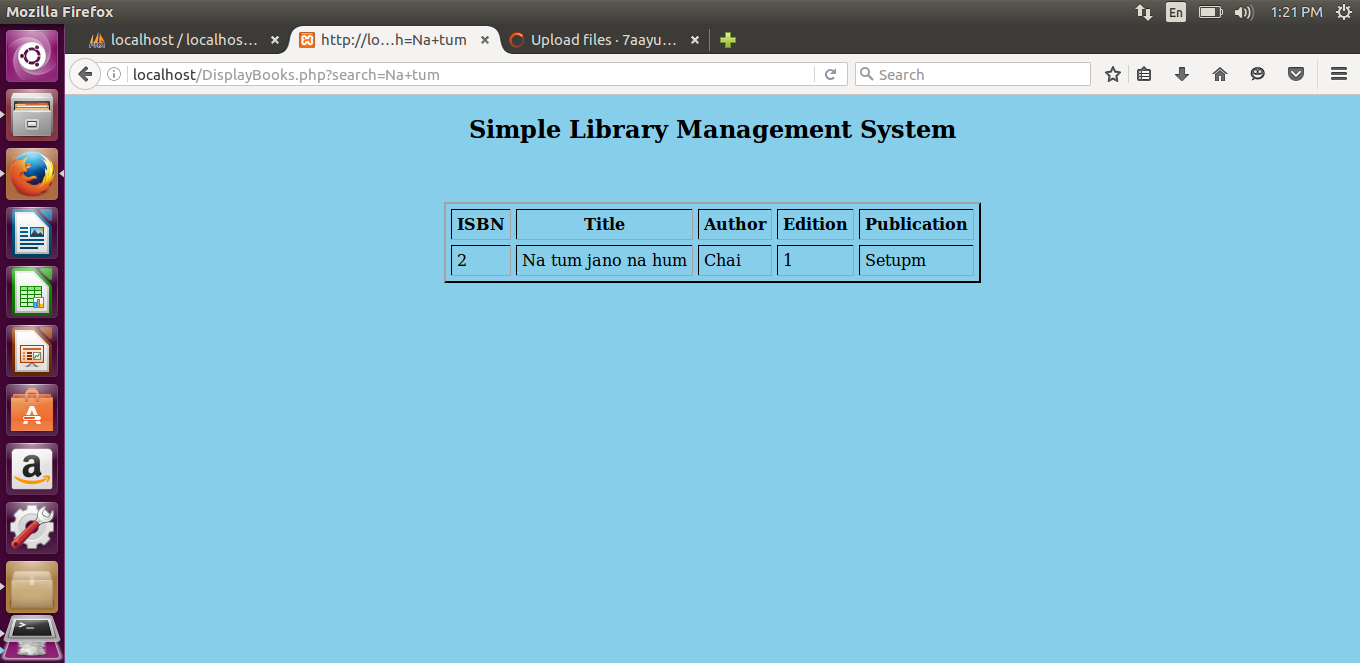 Mozilla Firefox
En
1:21 PM
localhost / localhos...
http://lo...h=Na+tum
Upload files · 7aayu...
localhost/DisplayBooks.php?search=Na+tum
Search
Simple Library Management System
ISBN Title Author Edition Publication
2 Na tum jano na hum Chai 1 Setupm